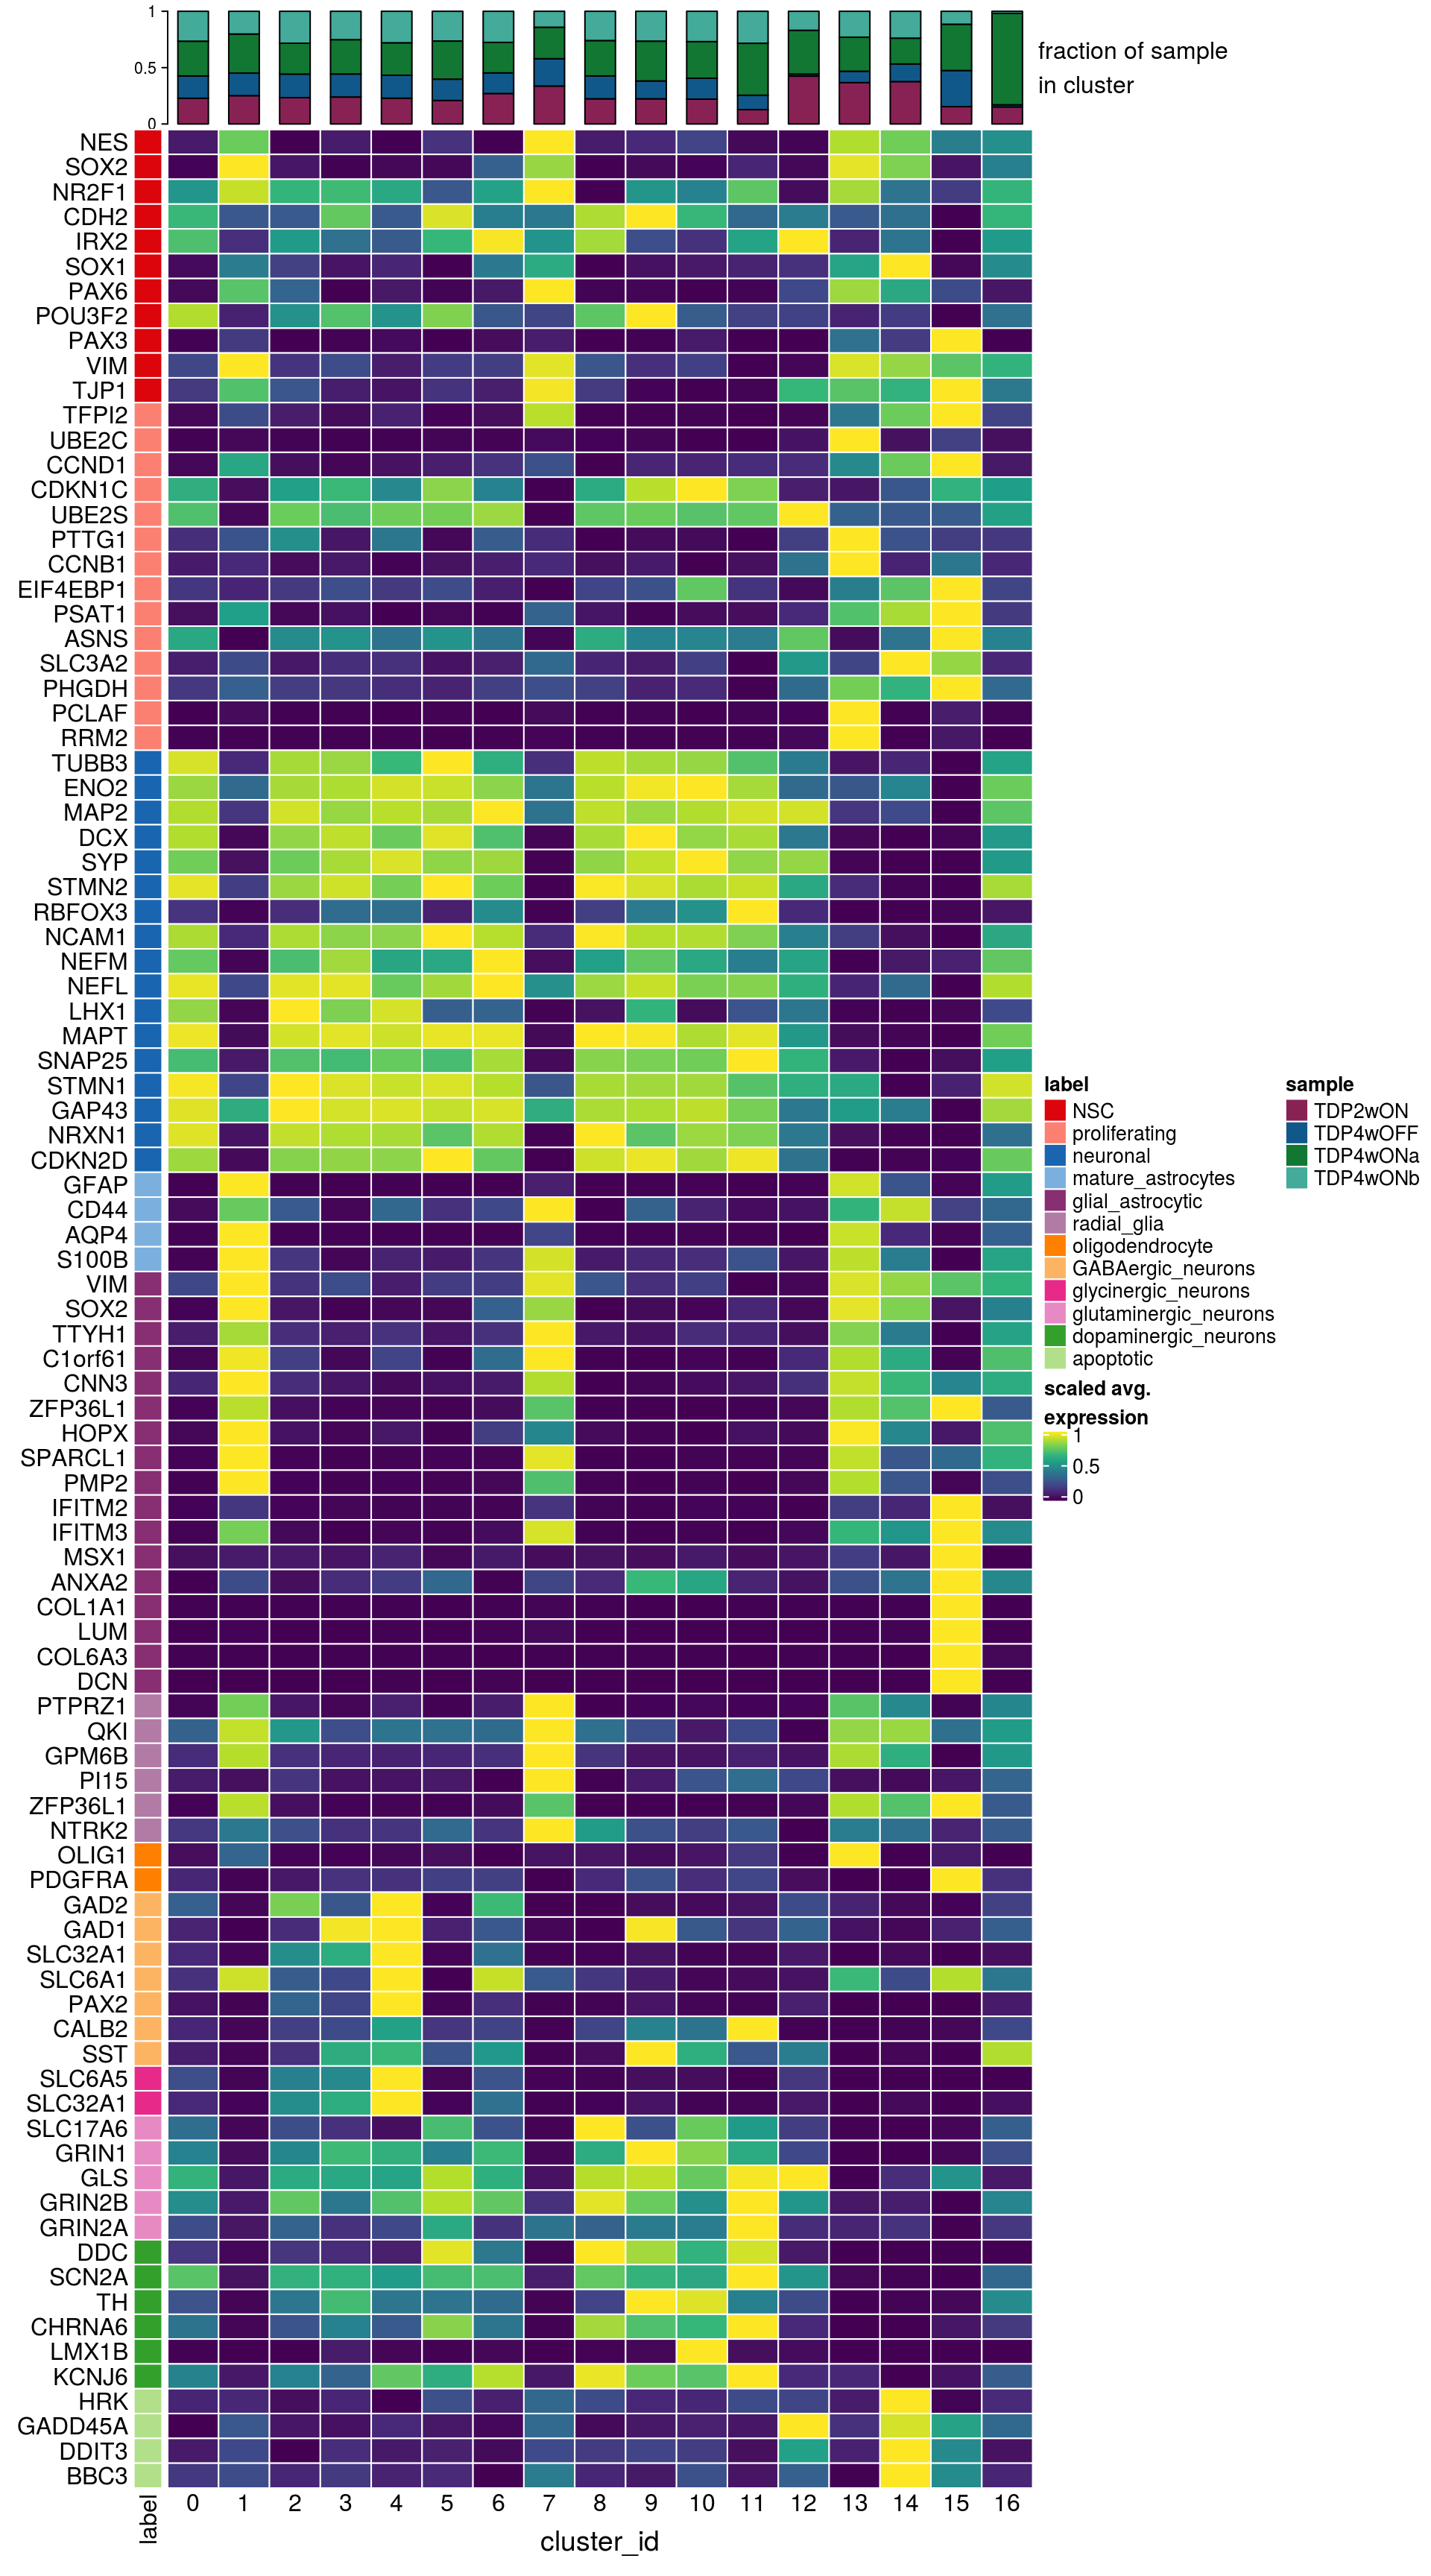 1
0.5
0
fraction of sample
in cluster
NES
SOX2
NR2F1
CDH2
IRX2
SOX1
PAX6
POU3F2
PAX3
VIM
TJP1
TFPI2
UBE2C
CCND1
CDKN1C
UBE2S
PTTG1
CCNB1
EIF4EBP1
PSAT1
ASNS
SLC3A2
PHGDH
PCLAF
RRM2
TUBB3
ENO2
MAP2
DCX
SYP
STMN2
RBFOX3
NCAM1
NEFM
NEFL
LHX1
MAPT
SNAP25
STMN1
GAP43
NRXN1
CDKN2D
GFAP
CD44
AQP4
S100B
VIM
SOX2
TTYH1
C1orf61
CNN3
ZFP36L1
HOPX
SPARCL1
PMP2
IFITM2
IFITM3
MSX1
ANXA2
COL1A1
LUM
COL6A3
DCN
PTPRZ1
QKI
GPM6B
PI15
ZFP36L1
NTRK2
OLIG1
PDGFRA
GAD2
GAD1
SLC32A1
SLC6A1
PAX2
CALB2
SST
SLC6A5
SLC32A1
SLC17A6
GRIN1
GLS
GRIN2B
GRIN2A
DDC
SCN2A
TH
CHRNA6
LMX1B
KCNJ6
HRK
GADD45A
DDIT3
BBC3
label
0 1 2 3 4 5 6 7 8 9 10 11 12 13 14 15 16
cluster_id
label
NSC
proliferating
neuronal
mature_astrocytes
glial_astrocytic
radial_glia
oligodendrocyte
GABAergic_neurons
glycinergic_neurons
glutaminergic_neurons
dopaminergic_neurons
apoptotic
scaled avg.
expression
1
0.5
0
sample
TDP2wON
TDP4wOFF
TDP4wONa
TDP4wONb